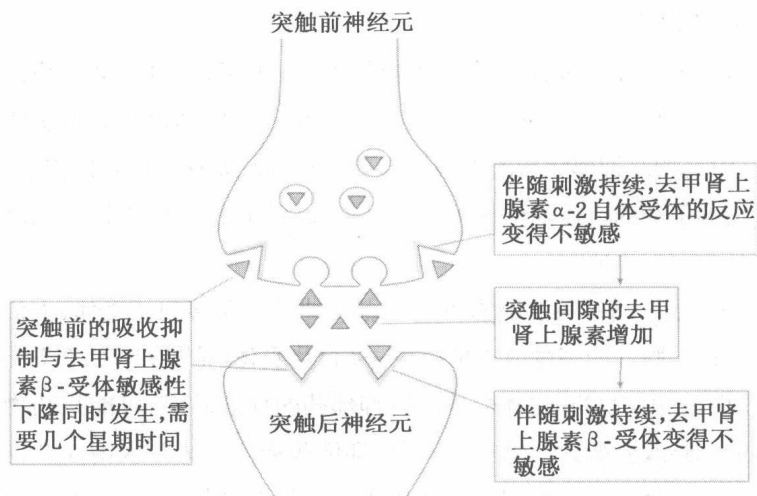 突触前神经元
伴随刺激持续,去甲肾上
腺素α-2自体受体的反应
变得不敏感
突触间隙的去甲
肾上腺素增加
突触前的吸收抑
制与去甲肾上腺
素β-受体敏感性
下降同时发生,需
要几个星期时间
突触后神经元
伴随刺激持续,去甲肾
上腺素β-受体变得不
敏感